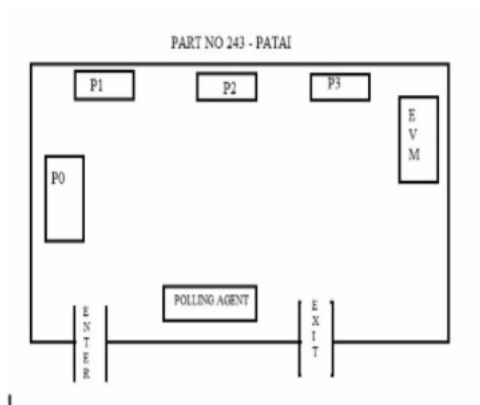 PART NO 243 - PATAI
P1
P2
P3
E
V
M
P0
POLLING AGENT
E
N
T
E
R
E
X
I
T